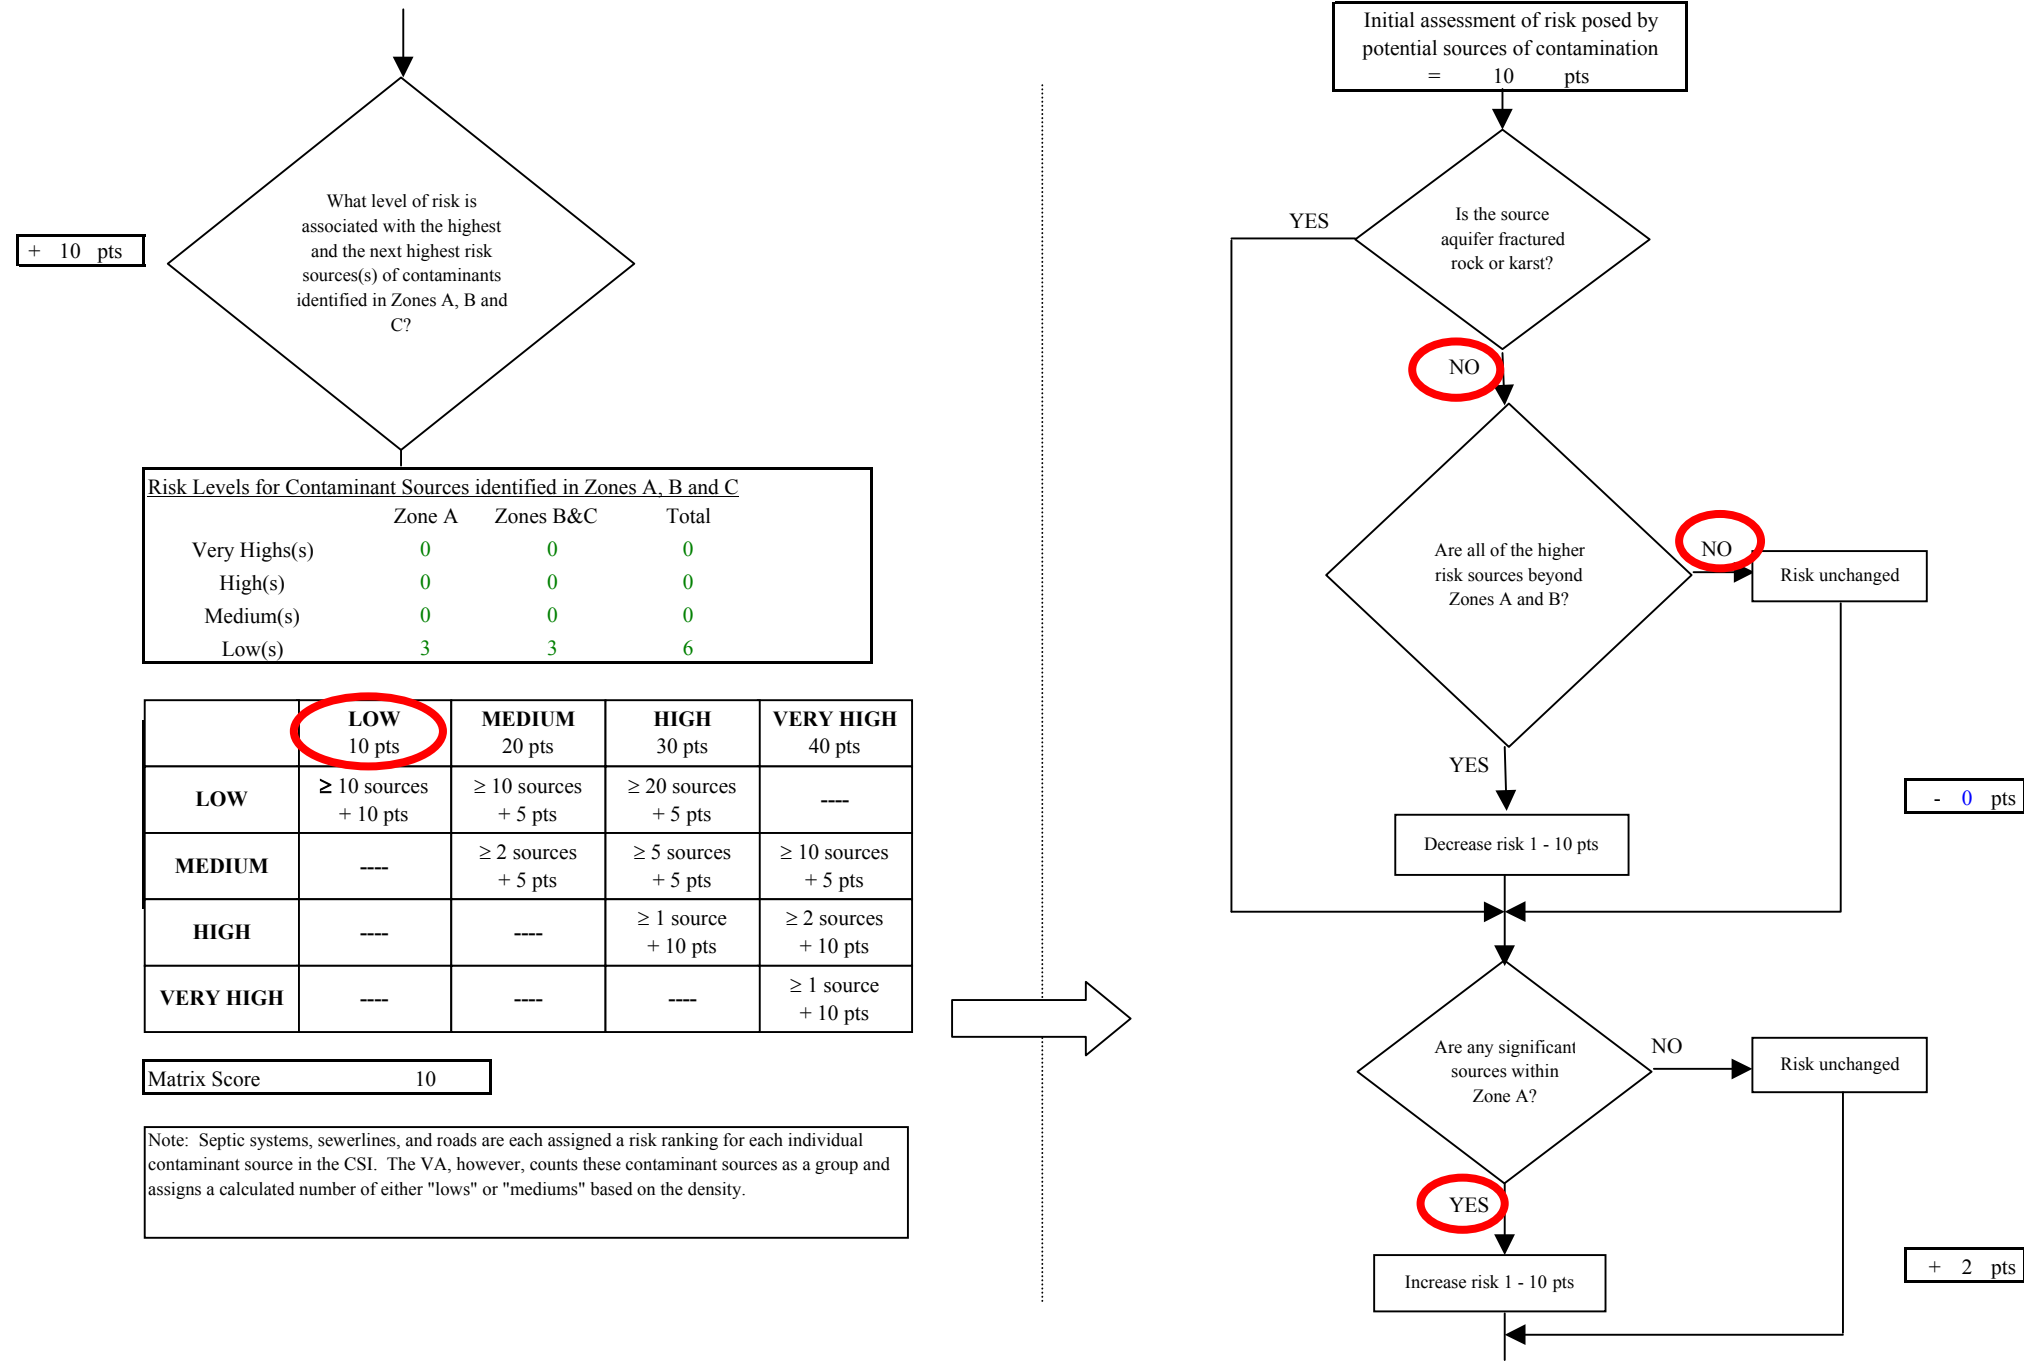 + 10 pts
What level of risk is
associated with the highest
and the next highest risk
sources(s) of contaminants
identified in Zones A, B and
C?
Risk Levels for Contaminant Sources identified in Zones A, B and C
Zone A Zones B&C Total
Very Highs(s) 0 0 0
High(s) 0 0 0
Medium(s) 0 0 0
Low(s) 3 3 6
LOW MEDIUM HIGH VERY HIGH
10 pts 20 pts 30 pts 40 pts
LOW ≥ 10 sources ≥ 10 sources ≥ 20 sources ----
+ 10 pts + 5 pts + 5 pts
MEDIUM ---- ≥ 2 sources ≥ 5 sources ≥ 10 sources
+ 5 pts + 5 pts + 5 pts
HIGH ---- ---- ≥ 1 source ≥ 2 sources
+ 10 pts + 10 pts
VERY HIGH ---- ---- ---- ≥ 1 source
+ 10 pts
Matrix Score 10
Note: Septic systems, sewerlines, and roads are each assigned a risk ranking for each individual
contaminant source in the CSI. The VA, however, counts these contaminant sources as a group and
assigns a calculated number of either "lows" or "mediums" based on the density.
Initial assessment of risk posed by
potential sources of contamination
= 10 pts
Is the source
aquifer fractured
rock or karst?
YES
NO
Are all of the higher
risk sources beyond
Zones A and B?
NO
Risk unchanged
YES
- 0 pts
Decrease risk 1 - 10 pts
Are any significant
sources within
Zone A?
NO
Risk unchanged
YES
+ 2 pts
Increase risk 1 - 10 pts